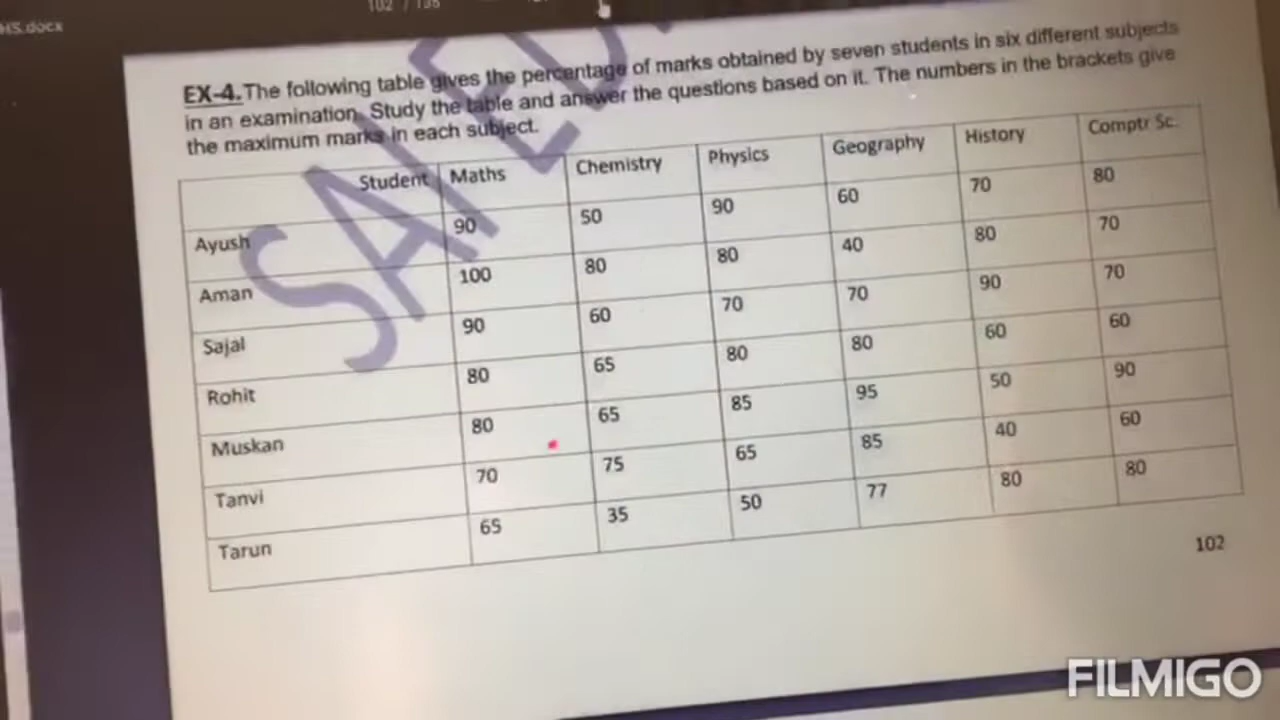 HS.docx
102 / 135
EX-4. The following table gives the percentage of marks obtained by seven students in six different subjects
in an examination. Study the table and answer the questions based on it. The numbers in the brackets give
the maximum marks in each subject.
Student Maths Chemistry Physics Geography History Comptr Sc.
Ayush 90 50 90 60 70 80
Aman 100 80 80 40 80 70
Sajal 90 60 70 70 90 70
Rohit 80 65 80 80 60 60
Muskan 80 65 85 95 50 90
Tanvi 70 75 65 85 40 60
Tarun 65 35 50 77 80 80
102
FILMIGO